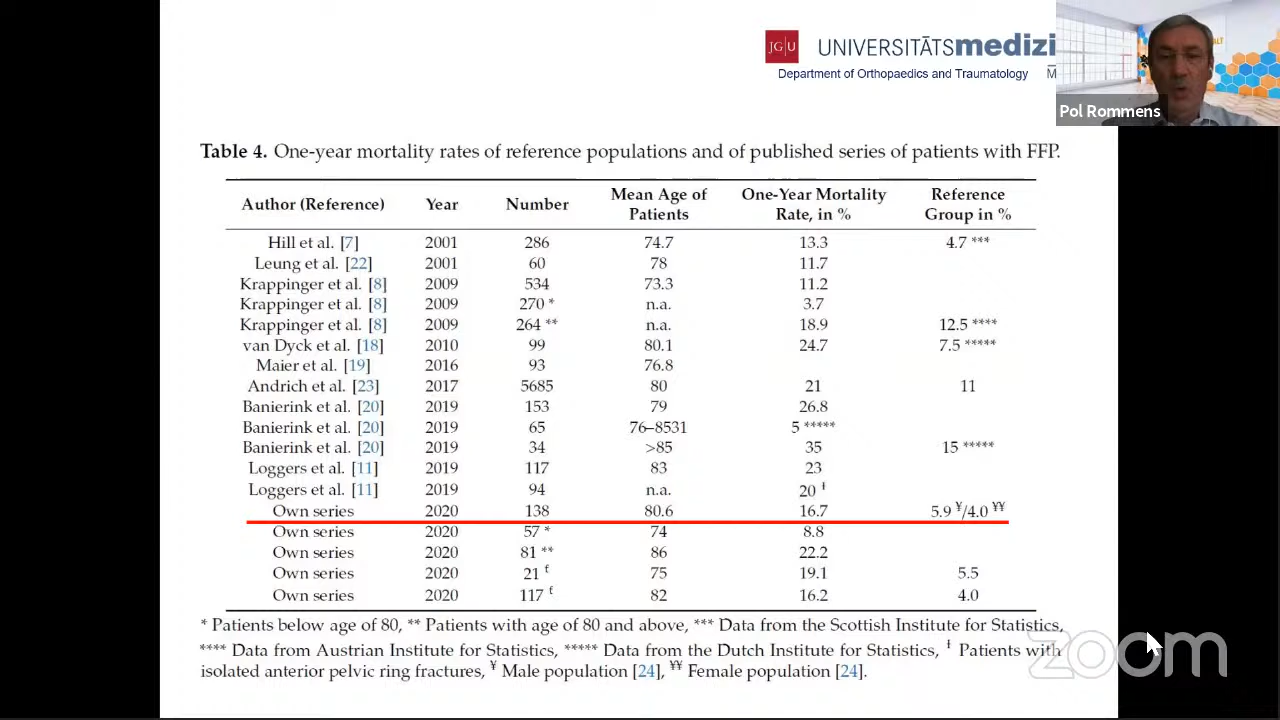 JG|U UNIVERSITÄTSmedizi
Department of Orthopaedics and Traumatology M
Pol Rommens
Table 4. One-year mortality rates of reference populations and of published series of patients with FFP.
Author (Reference) Year Number Mean Age of Patients One-Year Mortality Rate, in % Reference Group in %
Hill et al. [7] 2001 286 74.7 13.3 4.7 ***
Leung et al. [22] 2001 60 78 11.7
Krappinger et al. [8] 2009 534 73.3 11.2
Krappinger et al. [8] 2009 270 * n.a. 3.7
Krappinger et al. [8] 2009 264 ** n.a. 18.9 12.5 ****
van Dyck et al. [18] 2010 99 80.1 24.7 7.5 *****
Maier et al. [19] 2016 93 76.8
Andrich et al. [23] 2017 5685 80 21 11
Banierink et al. [20] 2019 153 79 26.8
Banierink et al. [20] 2019 65 76–8531 5 *****
Banierink et al. [20] 2019 34 >85 35 15 *****
Loggers et al. [11] 2019 117 83 23
Loggers et al. [11] 2019 94 n.a. 20 ƚ
Own series 2020 138 80.6 16.7 5.9 ¥/4.0 ¥¥
Own series 2020 57 * 74 8.8
Own series 2020 81 ** 86 22.2
Own series 2020 21 ғ 75 19.1 5.5
Own series 2020 117 ғ 82 16.2 4.0
* Patients below age of 80, ** Patients with age of 80 and above, *** Data from the Scottish Institute for Statistics,
**** Data from Austrian Institute for Statistics, ***** Data from the Dutch Institute for Statistics, ƚ Patients with
isolated anterior pelvic ring fractures, ¥ Male population [24], ¥¥ Female population [24].
zoom